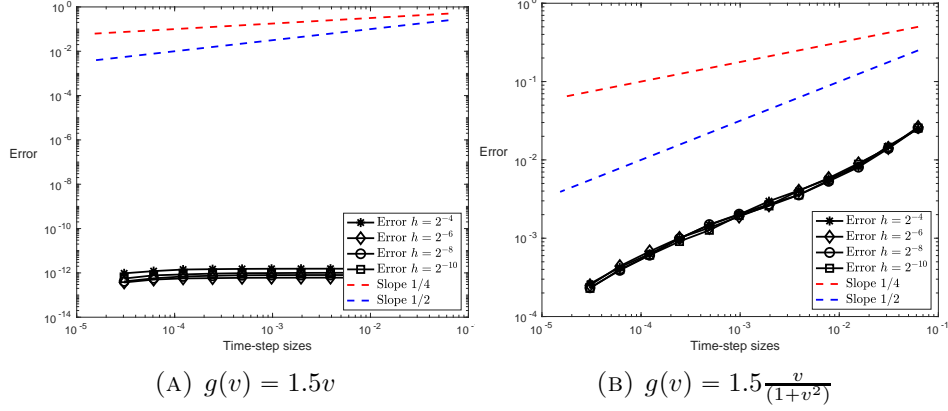 10^0
10^-2
10^-4
10^-6
Error
10^-8
10^-10
10^-12
10^-14
10^-5
10^-4
10^-3
10^-2
10^-1
Time-step sizes
Error h = 2^-4
Error h = 2^-6
Error h = 2^-8
Error h = 2^-10
Slope 1/4
Slope 1/2
(A) g(v) = 1.5v
10^0
10^-1
Error
10^-2
10^-3
10^-4
10^-5
10^-4
10^-3
10^-2
10^-1
Time-step sizes
Error h = 2^-4
Error h = 2^-6
Error h = 2^-8
Error h = 2^-10
Slope 1/4
Slope 1/2
(B) g(v) = 1.5 v/(1+v^2)